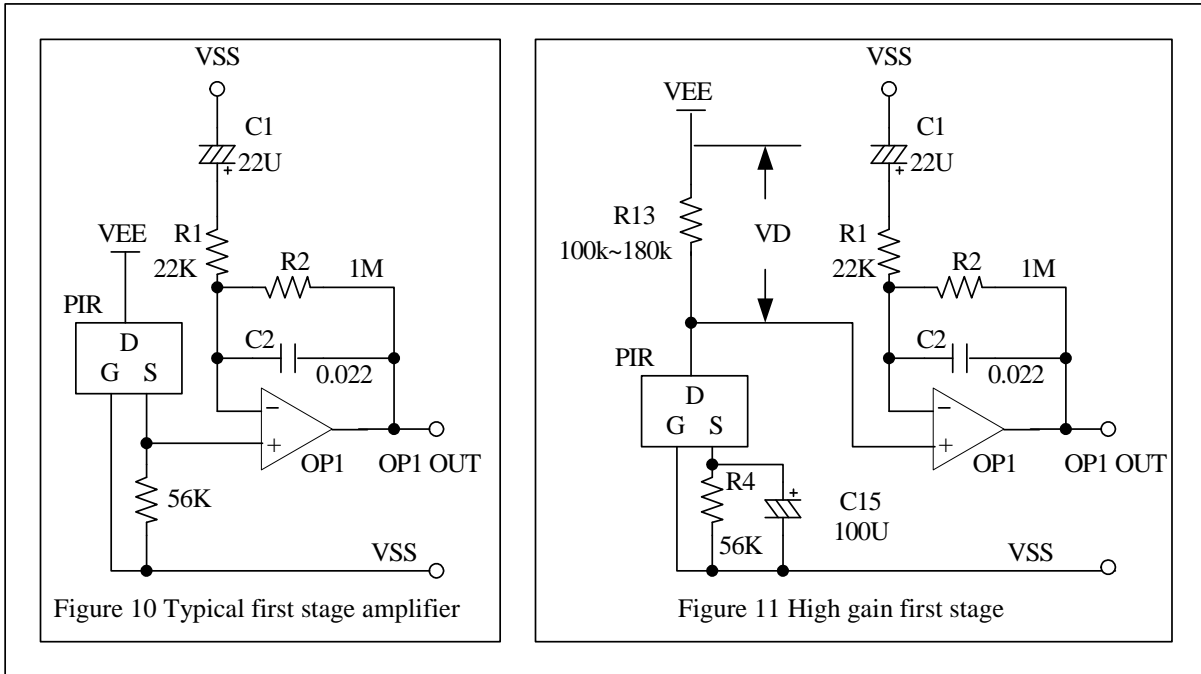 VSS
C1
22U
+
VEE
R1
22K
R2
1M
PIR
D
G S
C2
0.022
−
+
OP1
OP1 OUT
56K
VSS
Figure 10 Typical first stage amplifier
VSS
VEE
C1
22U
+
R13
100k~180k
VD
R1
22K
R2
1M
PIR
D
G S
C2
0.022
−
+
OP1
OP1 OUT
R4
56K
+
C15
100U
VSS
Figure 11 High gain first stage